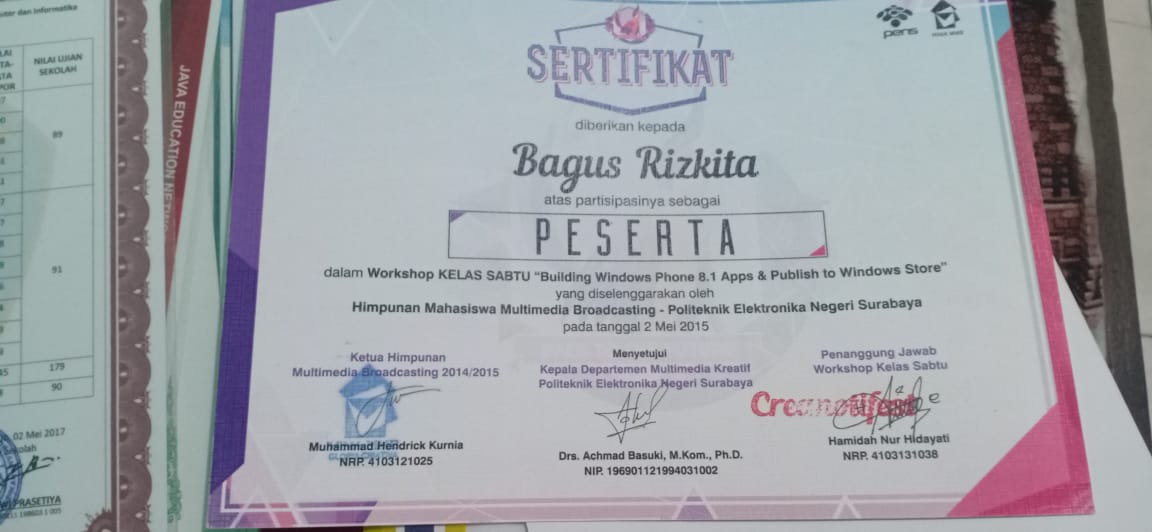 NILAI UJIAN
SEKOLAH
89
91
179
90
02 Mei 2017
PRASETIYA
JAVA EDUCATION
pens
SERTIFIKAT
diberikan kepada
Bagus Rizkita
atas partisipasinya sebagai
PESERTA
dalam Workshop KELAS SABTU “Building Windows Phone 8.1 Apps & Publish to Windows Store”
yang diselenggarakan oleh
Himpunan Mahasiswa Multimedia Broadcasting - Politeknik Elektronika Negeri Surabaya
pada tanggal 2 Mei 2015
Ketua Himpunan
Multimedia Broadcasting 2014/2015
Muhammad Hendrick Kurnia
NRP. 4103121025
Menyetujui
Kepala Departemen Multimedia Kreatif
Politeknik Elektronika Negeri Surabaya
Drs. Achmad Basuki, M.Kom., Ph.D.
NIP. 196901121994031002
Penanggung Jawab
Workshop Kelas Sabtu
Hamidah Nur Hidayati
NRP. 4103131038